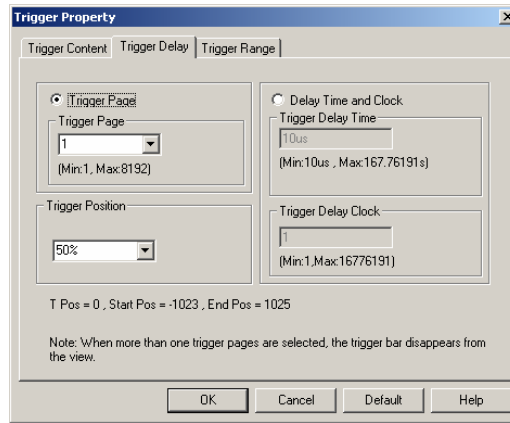 Trigger Property
Trigger Content Trigger Delay Trigger Range
Trigger Page
Trigger Page
1
(Min:1, Max:8192)
Trigger Position
50%
Delay Time and Clock
Trigger Delay Time
10us
(Min:10us , Max:167.76191s)
Trigger Delay Clock
1
(Min:1,Max:16776191)
T Pos = 0 , Start Pos = -1023 , End Pos = 1025
Note: When more than one trigger pages are selected, the trigger bar disappears from
the view.
OK Cancel Default Help